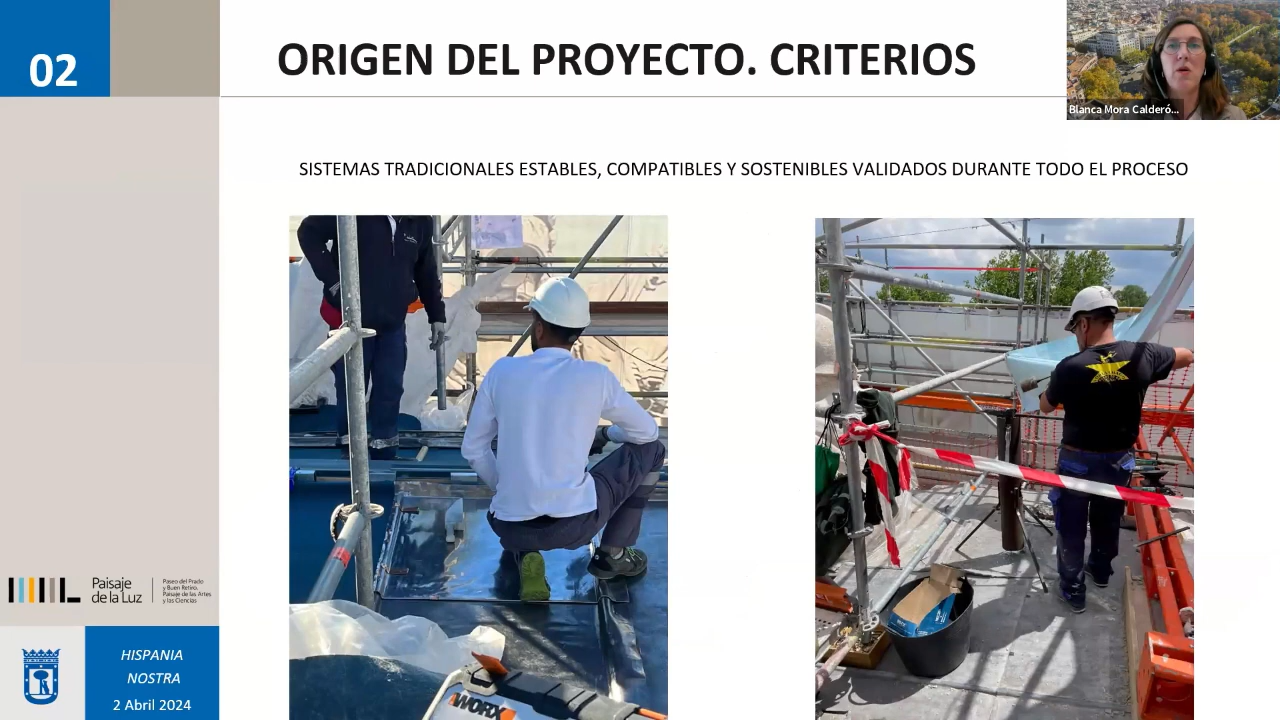 02
ORIGEN DEL PROYECTO. CRITERIOS
Blanca Mora Calderó...
SISTEMAS TRADICIONALES ESTABLES, COMPATIBLES Y SOSTENIBLES VALIDADOS DURANTE TODO EL PROCESO
WORX
Paisaje
de la Luz
Paseo del Prado
y Buen Retiro,
Paisaje de las Artes
y las Ciencias
HISPANIA
NOSTRA
2 Abril 2024